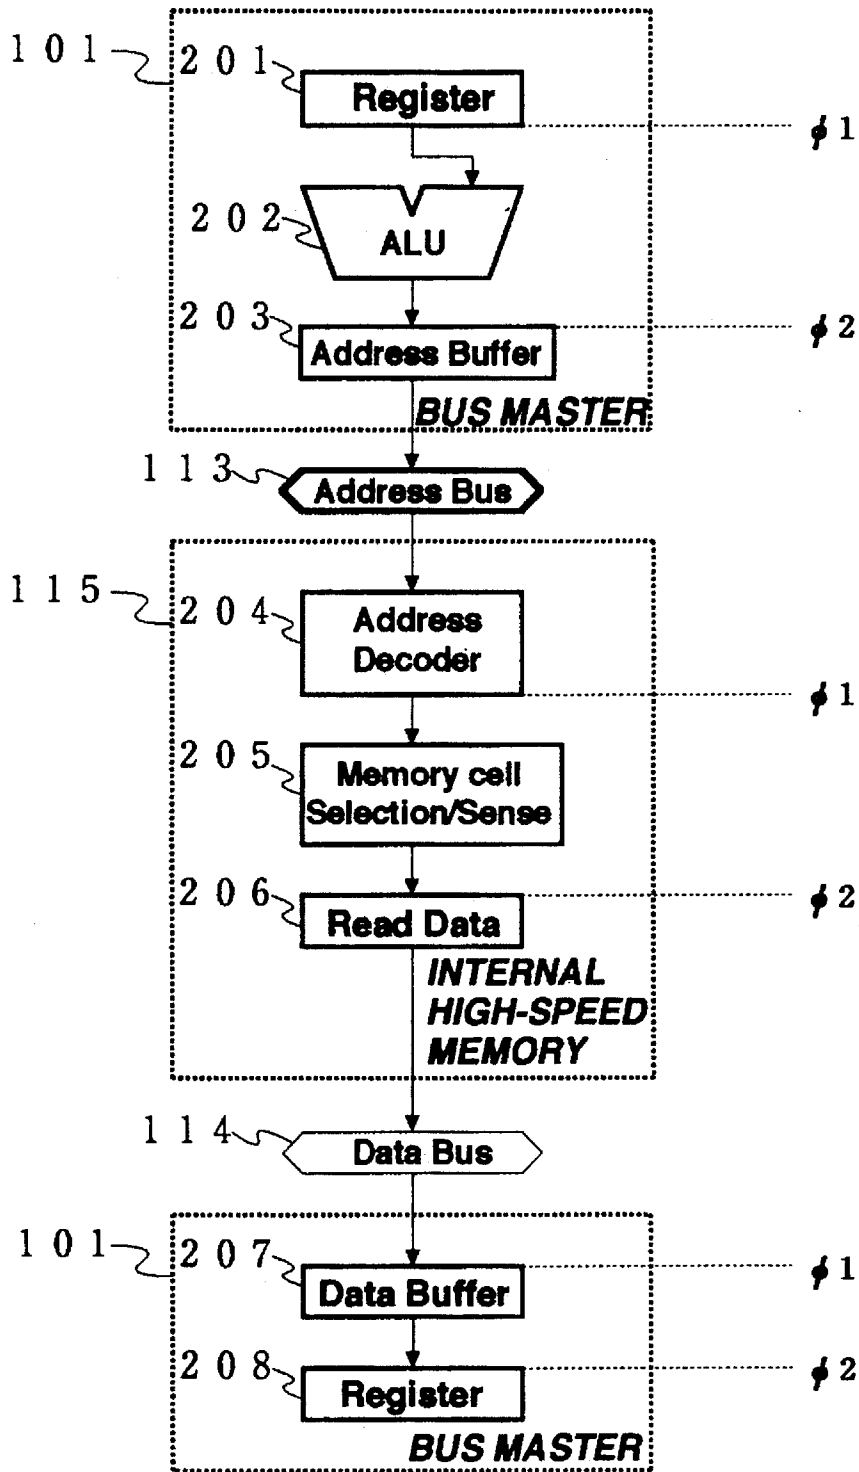 101
201
Register
ϕ1
202
ALU
203
Address Buffer
ϕ2
BUS MASTER
113
Address Bus
115
204
Address
Decoder
ϕ1
205
Memory cell
Selection/Sense
206
Read Data
ϕ2
INTERNAL
HIGH-SPEED
MEMORY
114
Data Bus
101
207
Data Buffer
ϕ1
208
Register
ϕ2
BUS MASTER